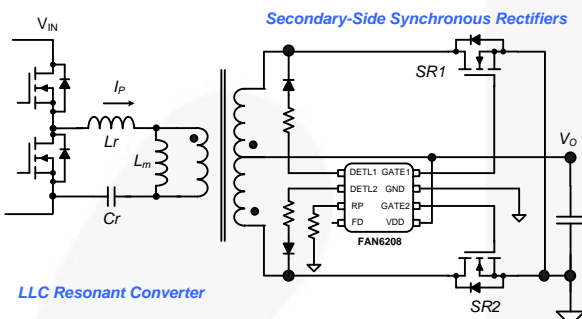 Secondary-Side Synchronous Rectifiers
VIN
SR1
IP
Lr
Lm
Cr
VO
DETL1 GATE1
DETL2 GND
RP GATE2
FD VDD
FAN6208
SR2
LLC Resonant Converter